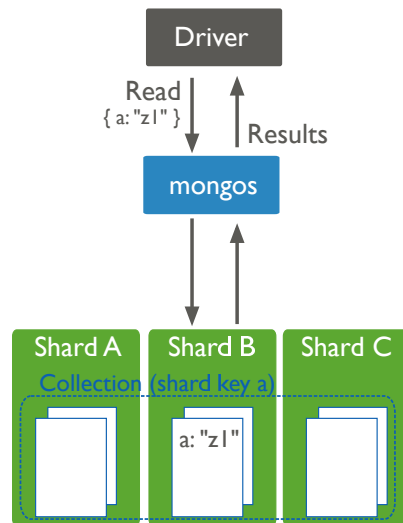 Driver
Read
{ a: "z1" }
Results
mongos
Shard A
Shard B
Shard C
Collection (shard key a)
a: "z1"